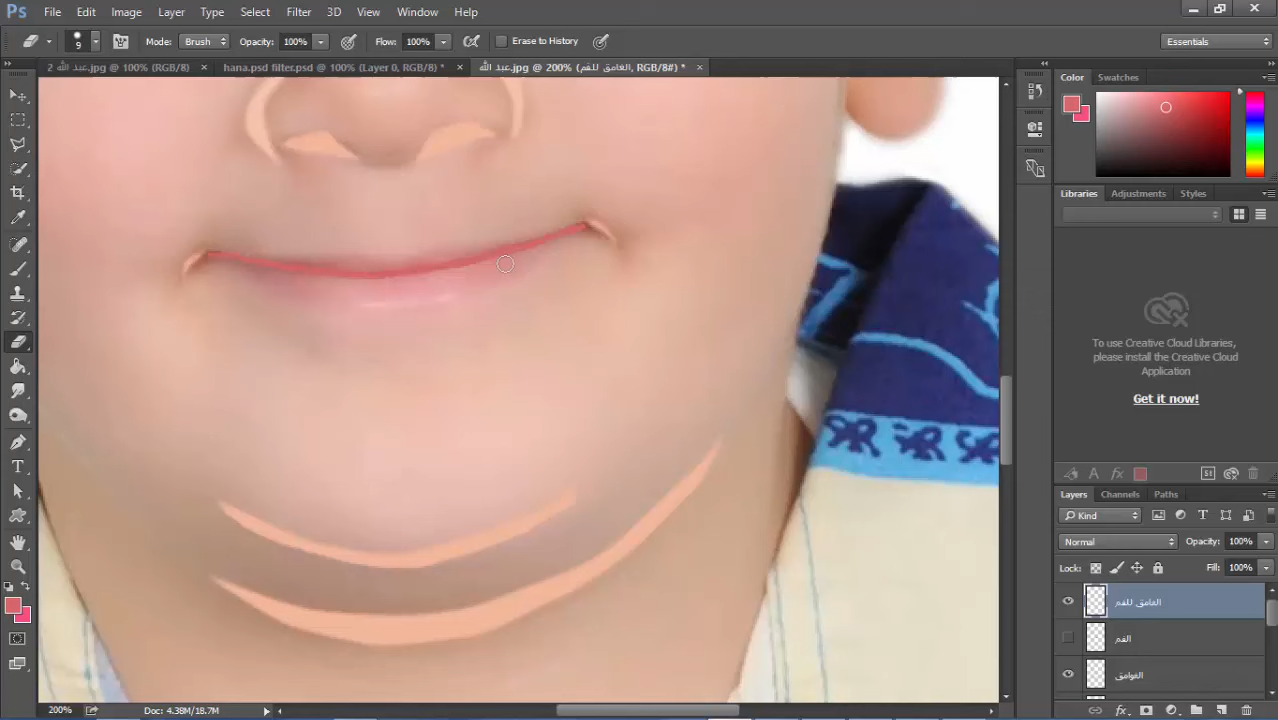 Ps File Edit Image Layer Type Select Filter 3D View Window Help
9 Mode: Brush Opacity: 100% Flow: 100% Erase to History Essentials
عبد الله 2.jpg @ 100% (RGB/8) × hana.psd filter.psd @ 100% (Layer 0, RGB/8) * × عبد الله.jpg @ 200% (الغامق للفم, RGB/8#) * ×
Color Swatches
Libraries Adjustments Styles
To use Creative Cloud Libraries,
please install the Creative Cloud
Application
Get it now!
St
Layers Channels Paths
Kind
Normal Opacity: 100%
Lock: Fill: 100%
الغامق للفم
الفم
الغوامق
200% Doc: 4.38M/18.7M